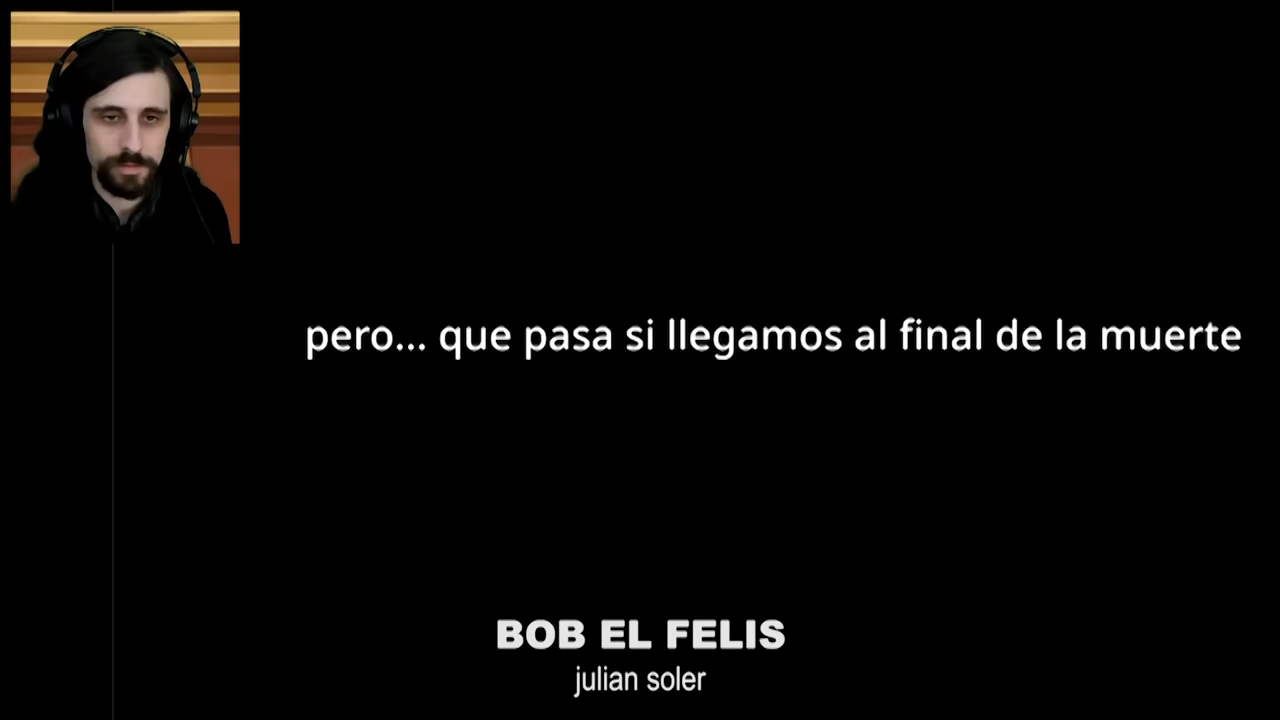 pero... que pasa si llegamos al final de la muerte
BOB EL FELIS
julian soler